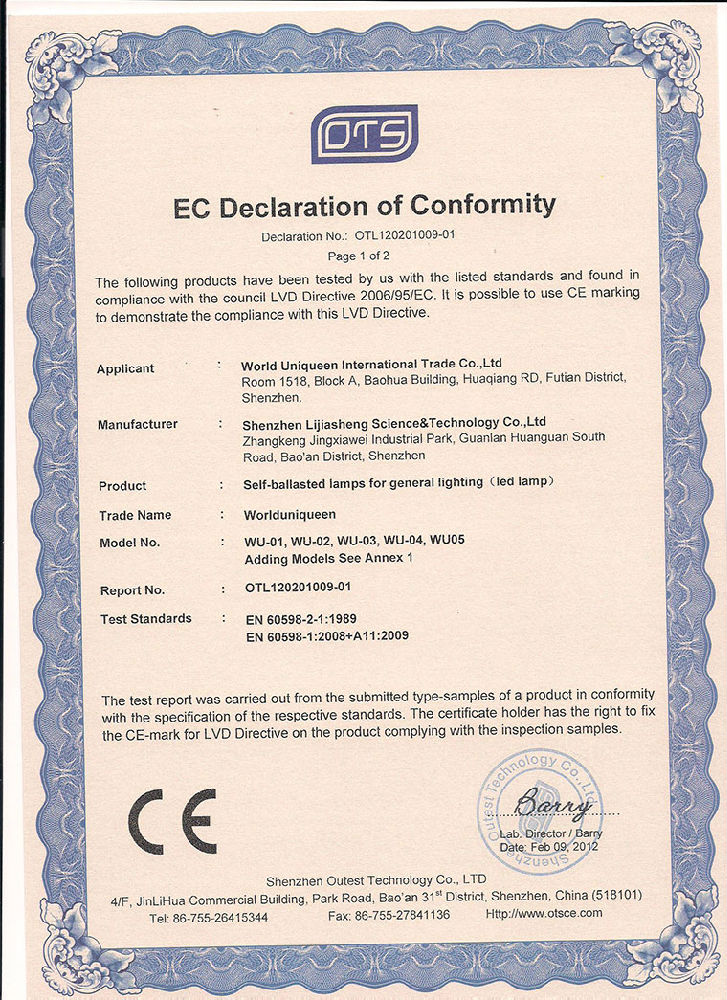 OTS
EC Declaration of Conformity
Declaration No.: OTL120201009-01
Page 1 of 2
The following products have been tested by us with the listed standards and found in
compliance with the council LVD Directive 2006/95/EC. It is possible to use CE marking
to demonstrate the compliance with this LVD Directive.
Applicant : World Uniqueen International Trade Co.,Ltd
Room 1518, Block A, Baohua Building, Huaqiang RD, Futian District,
Shenzhen.
Manufacturer : Shenzhen Lijiasheng Science&Technology Co.,Ltd
Zhangkeng Jingxiawei Industrial Park, Guanlan Huanguan South
Road, Bao'an District, Shenzhen
Product : Self-ballasted lamps for general lighting (led lamp)
Trade Name : Worlduniqueen
Model No. : WU-01, WU-02, WU-03, WU-04, WU05
Adding Models See Annex 1
Report No. : OTL120201009-01
Test Standards : EN 60598-2-1:1989
EN 60598-1:2008+A11:2009
The test report was carried out from the submitted type-samples of a product in conformity
with the specification of the respective standards. The certificate holder has the right to fix
the CE-mark for LVD Directive on the product complying with the inspection samples.
CE
Shenzhen Outest Technology Co., Ltd
Barry
Lab. Director / Barry
Date: Feb 09, 2012
Shenzhen Outest Technology Co., LTD
4/F, JinLiHua Commercial Building, Park Road, Bao'an 31st District, Shenzhen, China (518101)
Tel: 86-755-26415344 Fax: 86-755-27841136 Http://www.otsce.com